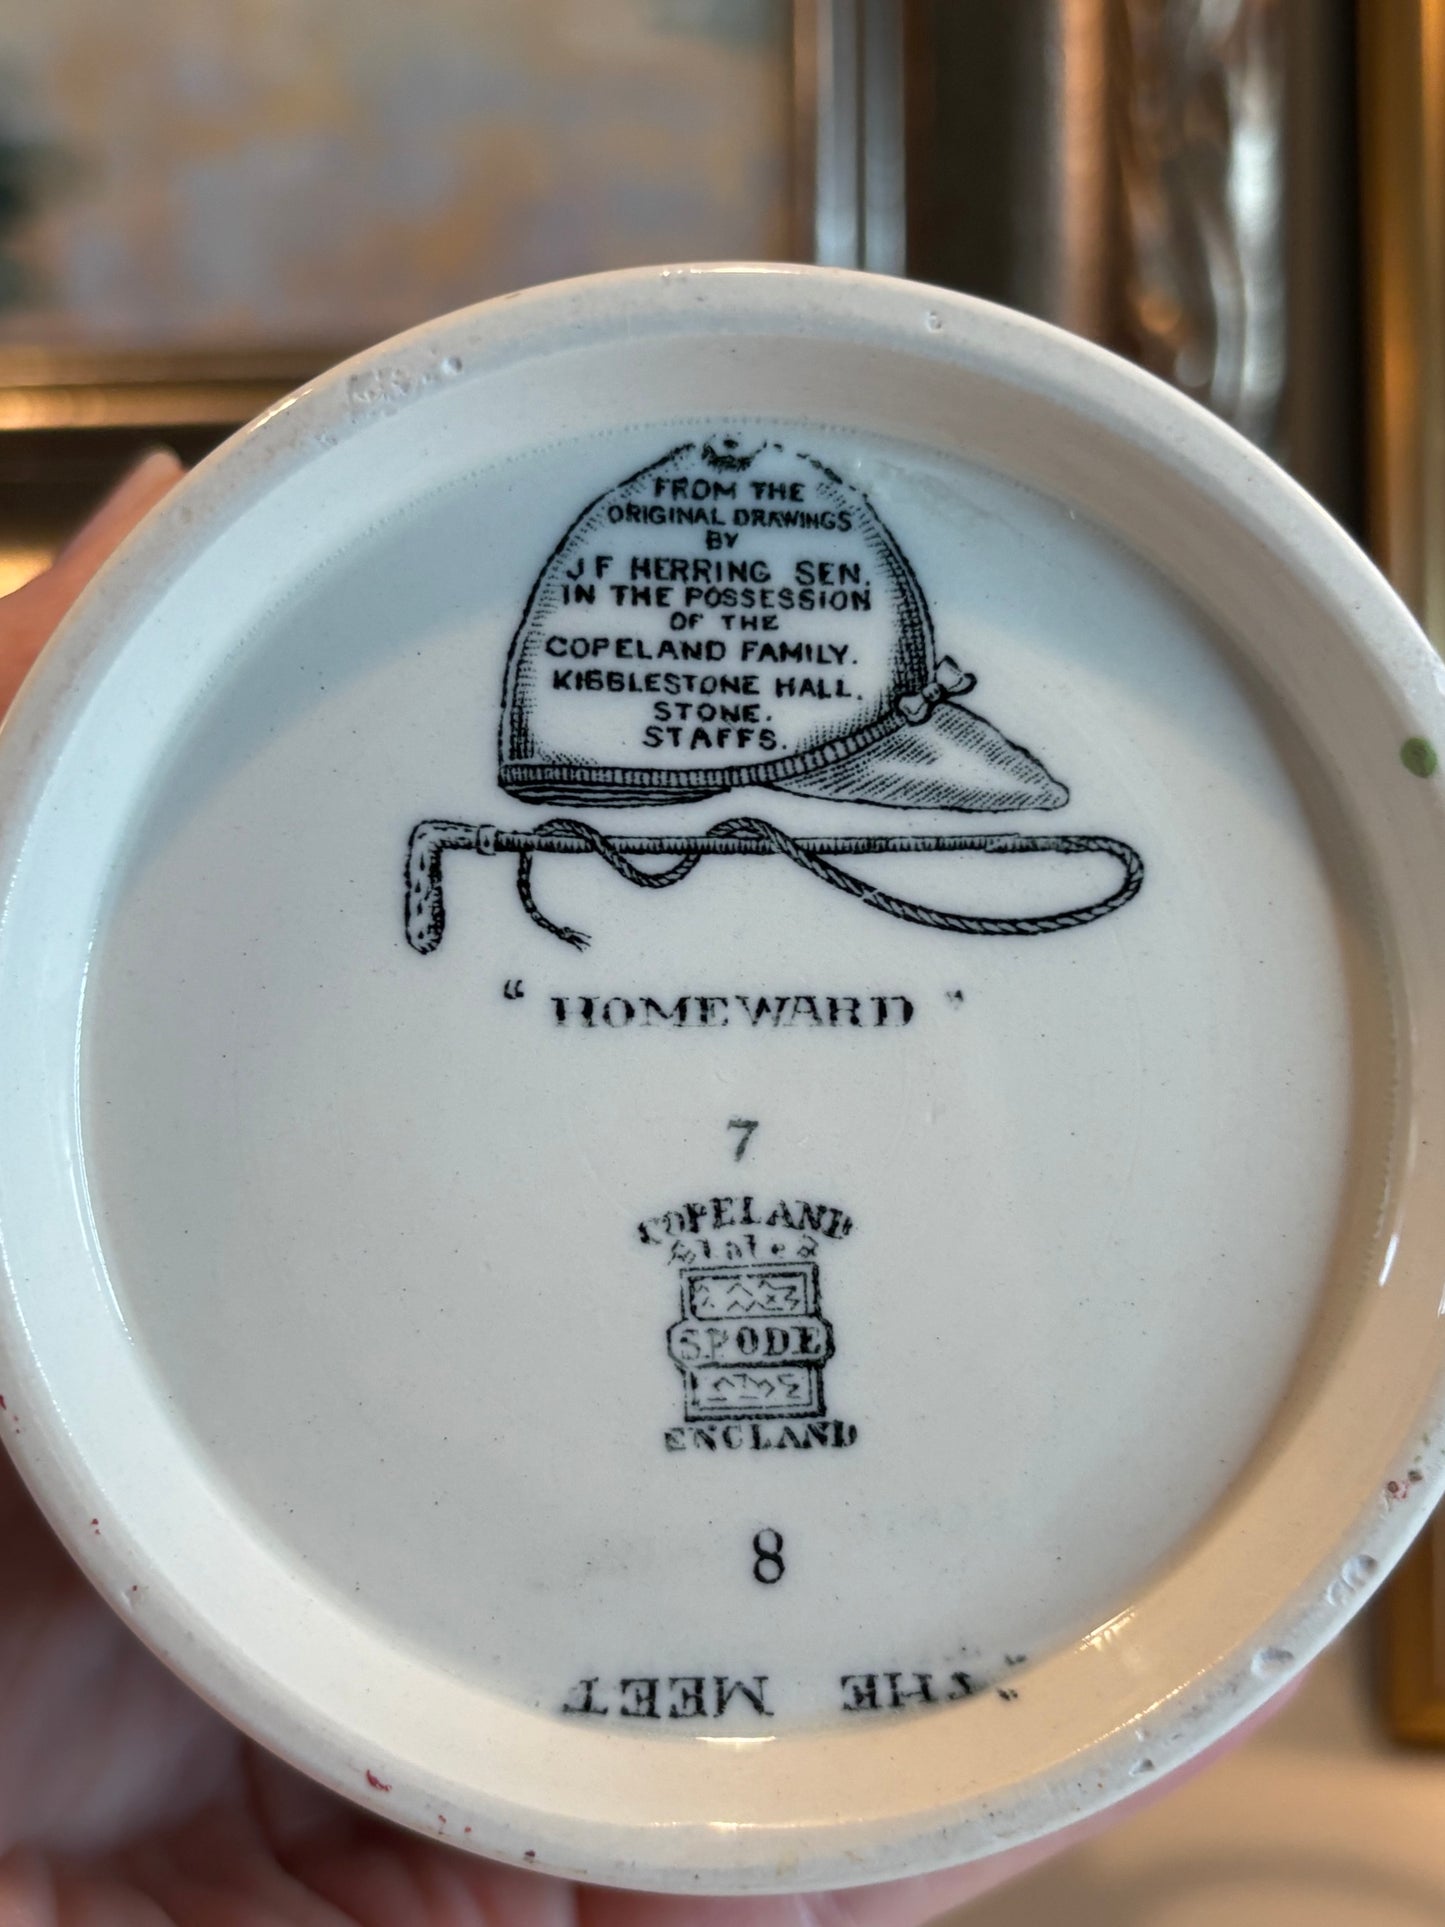 FROM THE
ORIGINAL DRAWINGS
BY
J F HERRING SEN.
IN THE POSSESSION
OF THE
COPELAND FAMILY.
KIBBLESTONE HALL.
STONE.
STAFFS.
“ HOMEWARD ”
7
COPELAND
Late
SPODE
ENGLAND
8
“THE MEET